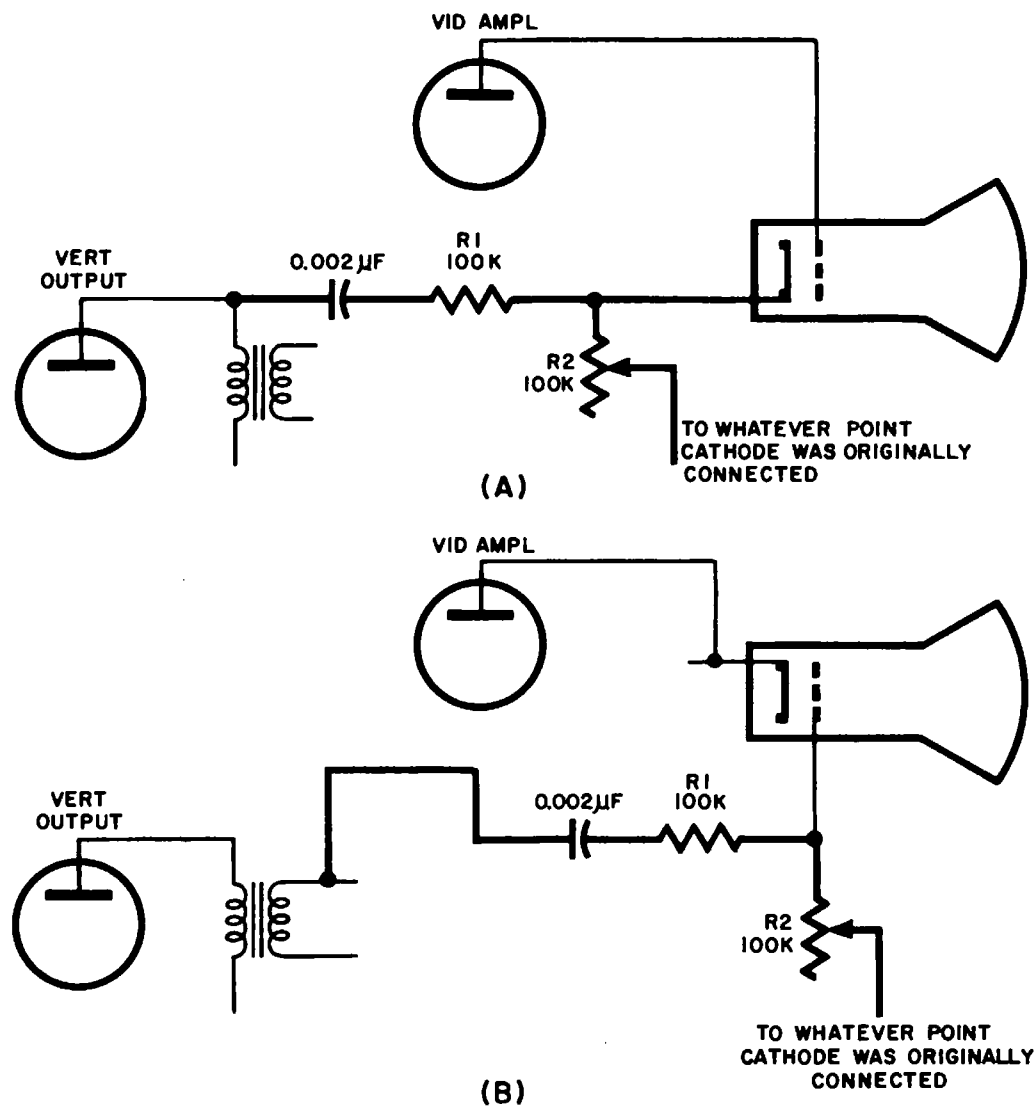 VID AMPL
VERT
OUTPUT
0.002µF
R1
100K
R2
100K
TO WHATEVER POINT
CATHODE WAS ORIGINALLY
CONNECTED
(A)
VID AMPL
VERT
OUTPUT
0.002µF
R1
100K
R2
100K
TO WHATEVER POINT
CATHODE WAS ORIGINALLY
CONNECTED
(B)